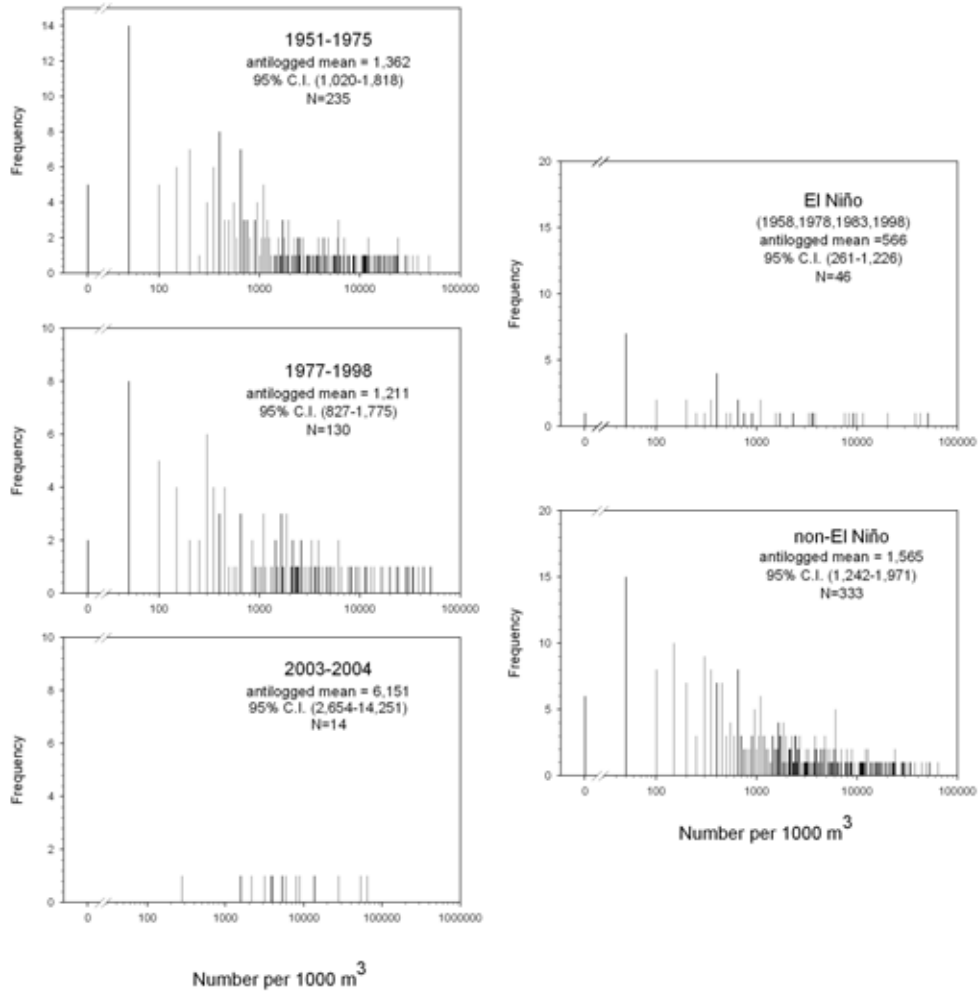 1951-1975
antilogged mean = 1,362
95% C.I. (1,020-1,818)
N=235
Frequency
14
12
10
8
6
4
2
0
0 100 1000 10000 100000
1977-1998
antilogged mean = 1,211
95% C.I. (827-1,775)
N=130
Frequency
10
8
6
4
2
0
0 100 1000 10000 100000
2003-2004
antilogged mean = 6,151
95% C.I. (2,654-14,251)
N=14
Frequency
10
8
6
4
2
0
0 100 1000 10000 100000 1000000
Number per 1000 m³
El Niño
(1958,1978,1983,1998)
antilogged mean =566
95% C.I. (261-1,226)
N=46
Frequency
20
15
10
5
0
0 100 1000 10000 100000
non-El Niño
antilogged mean = 1,565
95% C.I. (1,242-1,971)
N=333
Frequency
20
15
10
5
0
0 100 1000 10000 100000
Number per 1000 m³